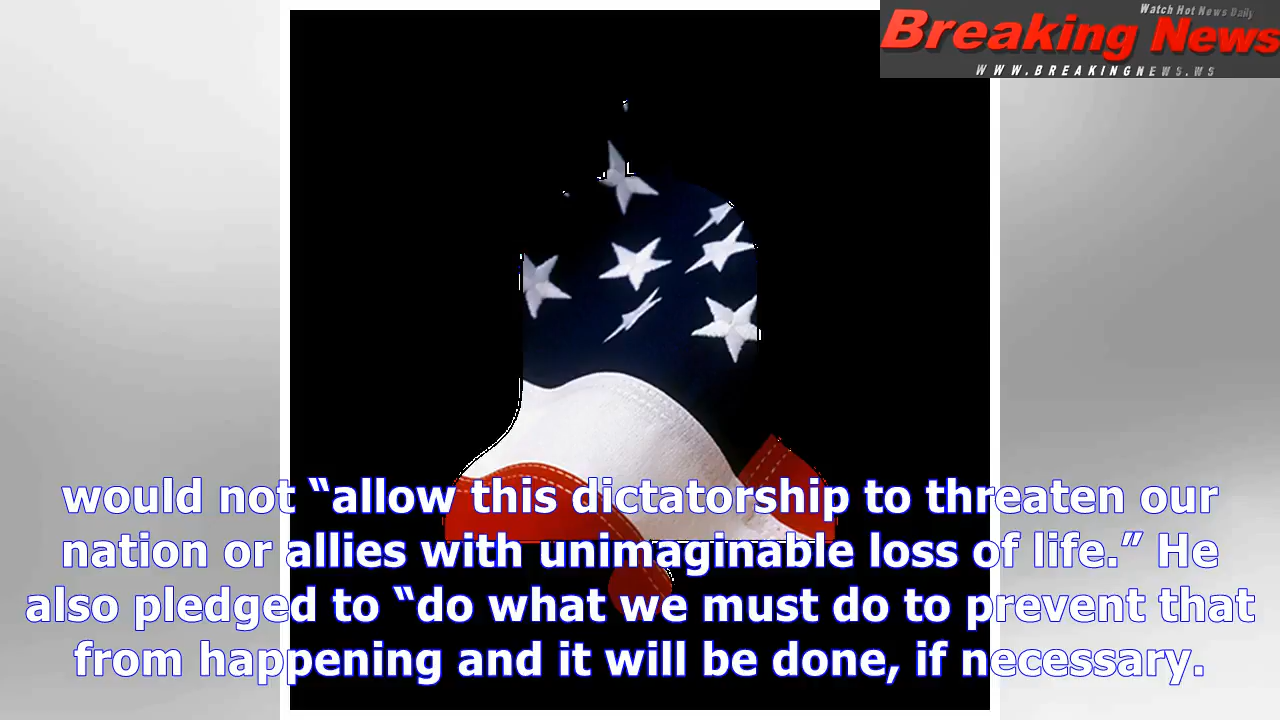 Watch Hot News Daily
Breaking News
WWW.BREAKINGNEWS.WS
would not “allow this dictatorship to threaten our
nation or allies with unimaginable loss of life.” He
also pledged to “do what we must do to prevent that
from happening and it will be done, if necessary.